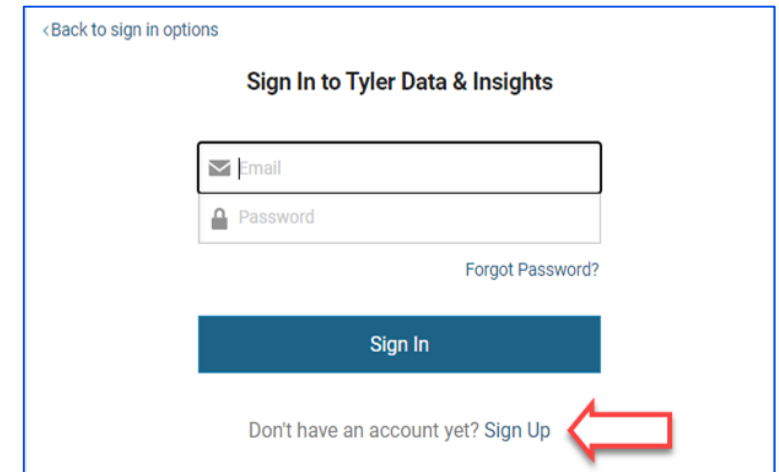 <Back to sign in options
Sign In to Tyler Data & Insights
Email
Password
Forgot Password?
Sign In
Don't have an account yet? Sign Up